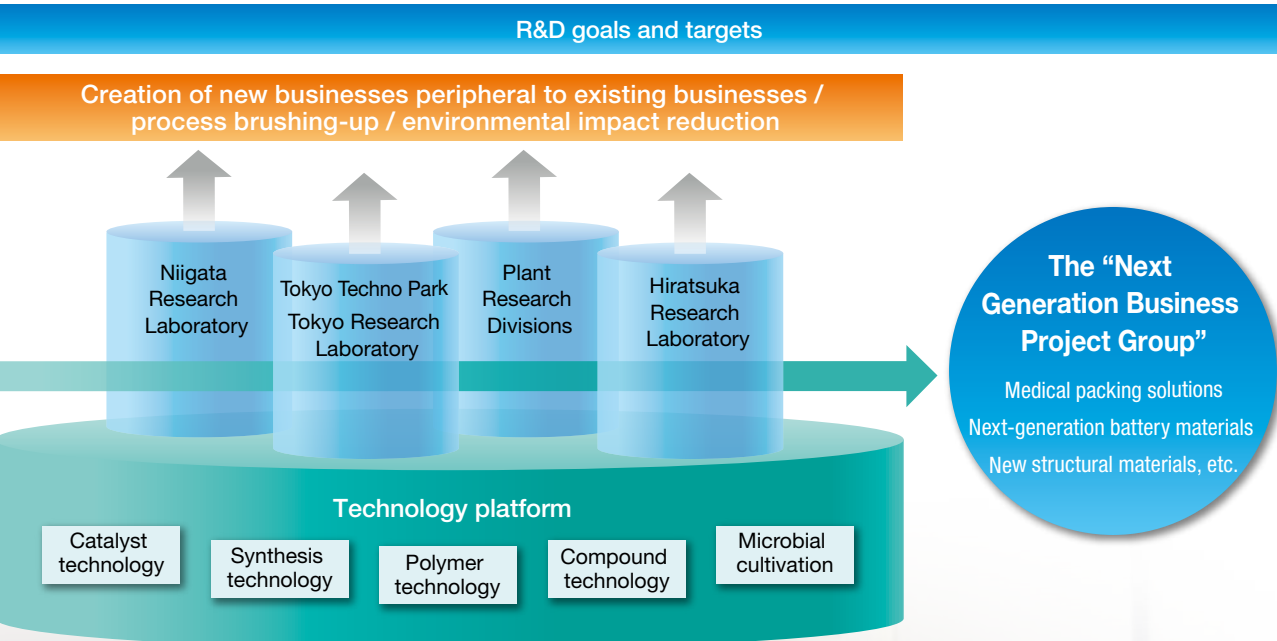 R&D goals and targets
Creation of new businesses peripheral to existing businesses /
process brushing-up / environmental impact reduction
Niigata
Research
Laboratory
Tokyo Techno Park
Tokyo Research
Laboratory
Plant
Research
Divisions
Hiratsuka
Research
Laboratory
The “Next
Generation Business
Project Group”
Medical packing solutions
Next-generation battery materials
New structural materials, etc.
Technology platform
Catalyst
technology
Synthesis
technology
Polymer
technology
Compound
technology
Microbial
cultivation